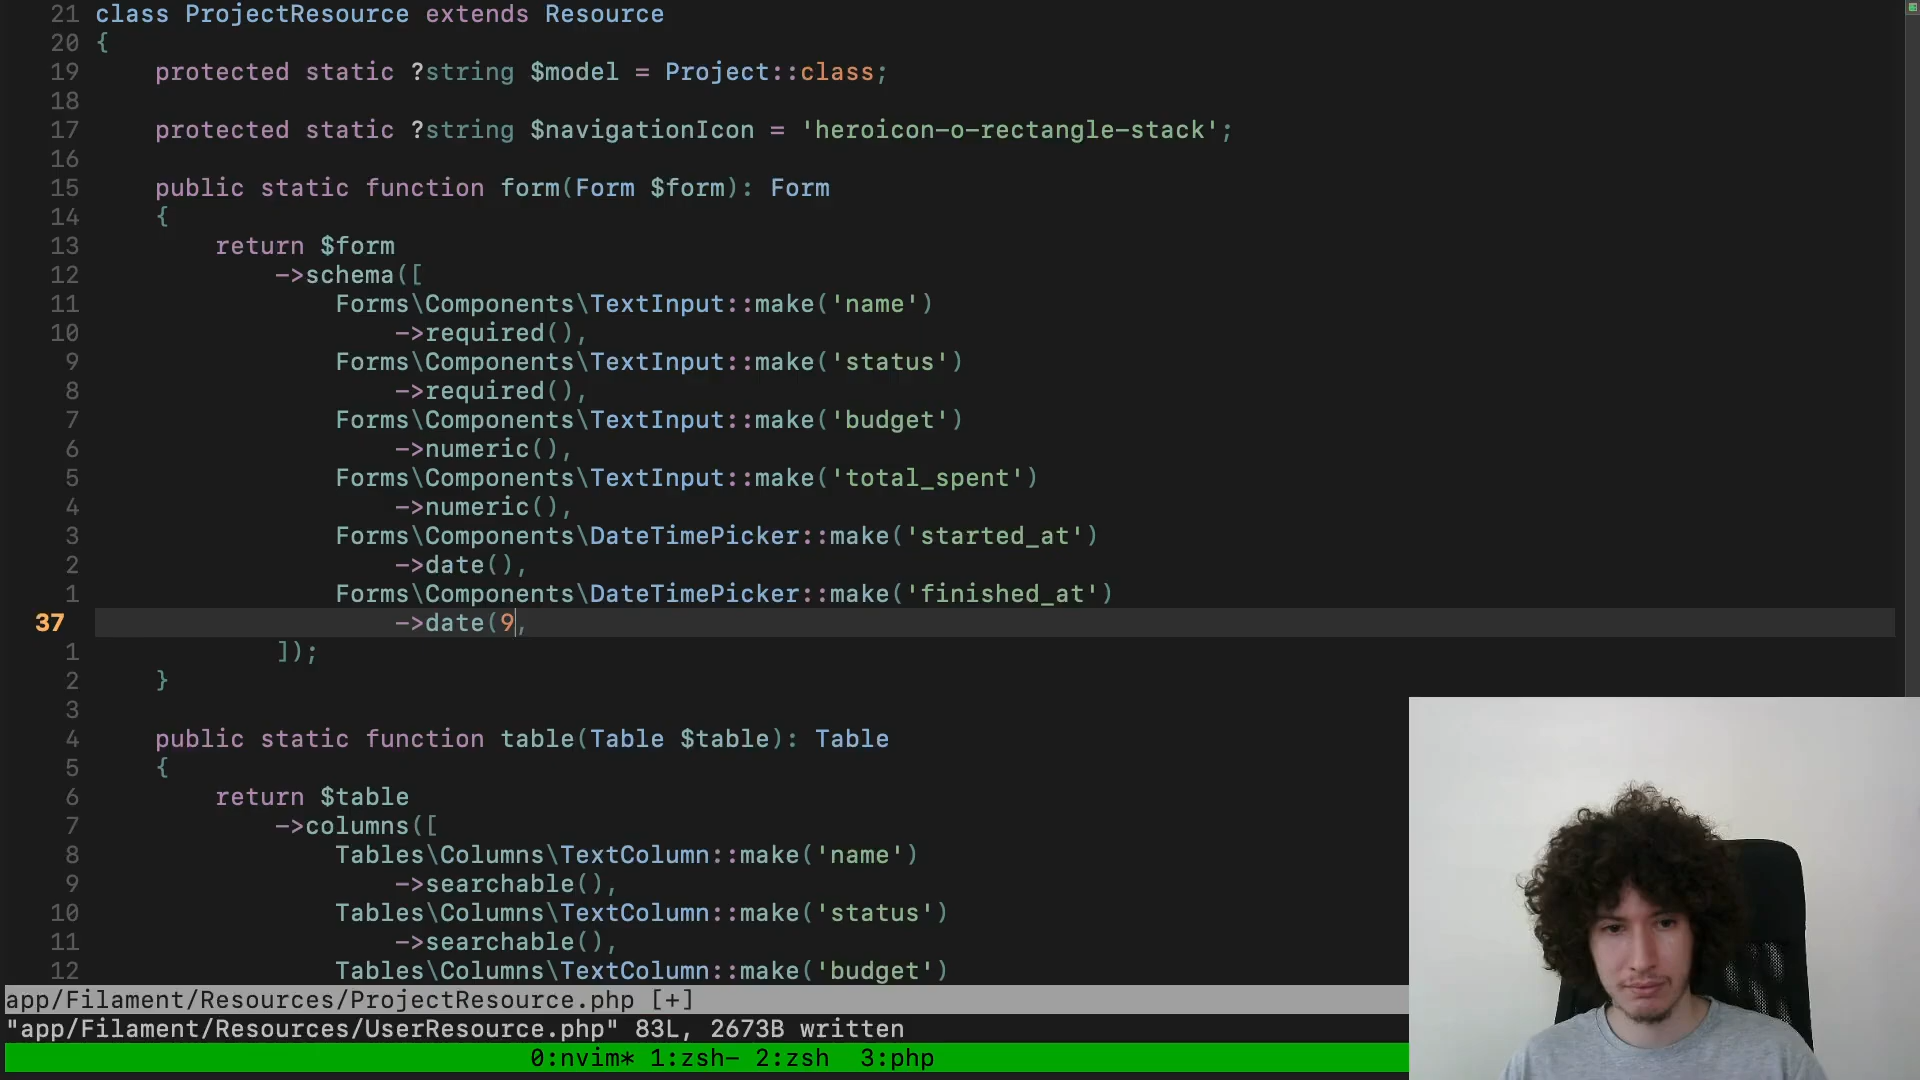 21 class ProjectResource extends Resource
20 {
19 protected static ?string $model = Project::class;
18
17 protected static ?string $navigationIcon = 'heroicon-o-rectangle-stack';
16
15 public static function form(Form $form): Form
14 {
13 return $form
12 ->schema([
11 Forms\Components\TextInput::make('name')
10 ->required(),
9 Forms\Components\TextInput::make('status')
8 ->required(),
7 Forms\Components\TextInput::make('budget')
6 ->numeric(),
5 Forms\Components\TextInput::make('total_spent')
4 ->numeric(),
3 Forms\Components\DateTimePicker::make('started_at')
2 ->date(),
1 Forms\Components\DateTimePicker::make('finished_at')
37 ->date(9,
1 ]);
2 }
3
4 public static function table(Table $table): Table
5 {
6 return $table
7 ->columns([
8 Tables\Columns\TextColumn::make('name')
9 ->searchable(),
10 Tables\Columns\TextColumn::make('status')
11 ->searchable(),
12 Tables\Columns\TextColumn::make('budget')
app/Filament/Resources/ProjectResource.php [+]
"app/Filament/Resources/UserResource.php" 83L, 2673B written
0:nvim* 1:zsh- 2:zsh 3:php